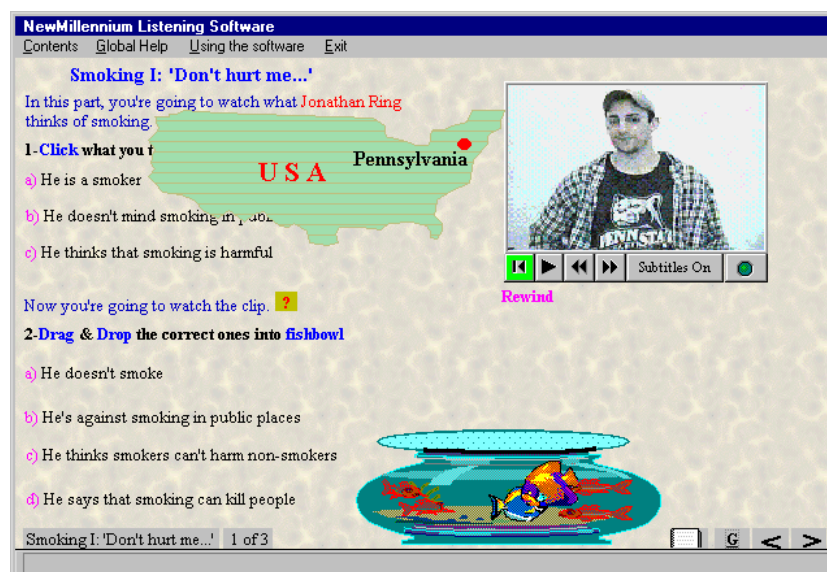 NewMillennium Listening Software
Contents Global Help Using the software Exit
Smoking I: 'Don't hurt me...'
In this part, you're going to watch what Jonathan Ring
thinks of smoking.
1-Click what you t
a) He is a smoker
b) He doesn't mind smoking in
c) He thinks that smoking is harmful
U S A
Pennsylvania
PENN STATE
Subtitles On
Rewind
Now you're going to watch the clip. ?
2-Drag & Drop the correct ones into fishbowl
a) He doesn't smoke
b) He's against smoking in public places
c) He thinks smokers can't harm non-smokers
d) He says that smoking can kill people
Smoking I: 'Don't hurt me...' 1 of 3
G < >